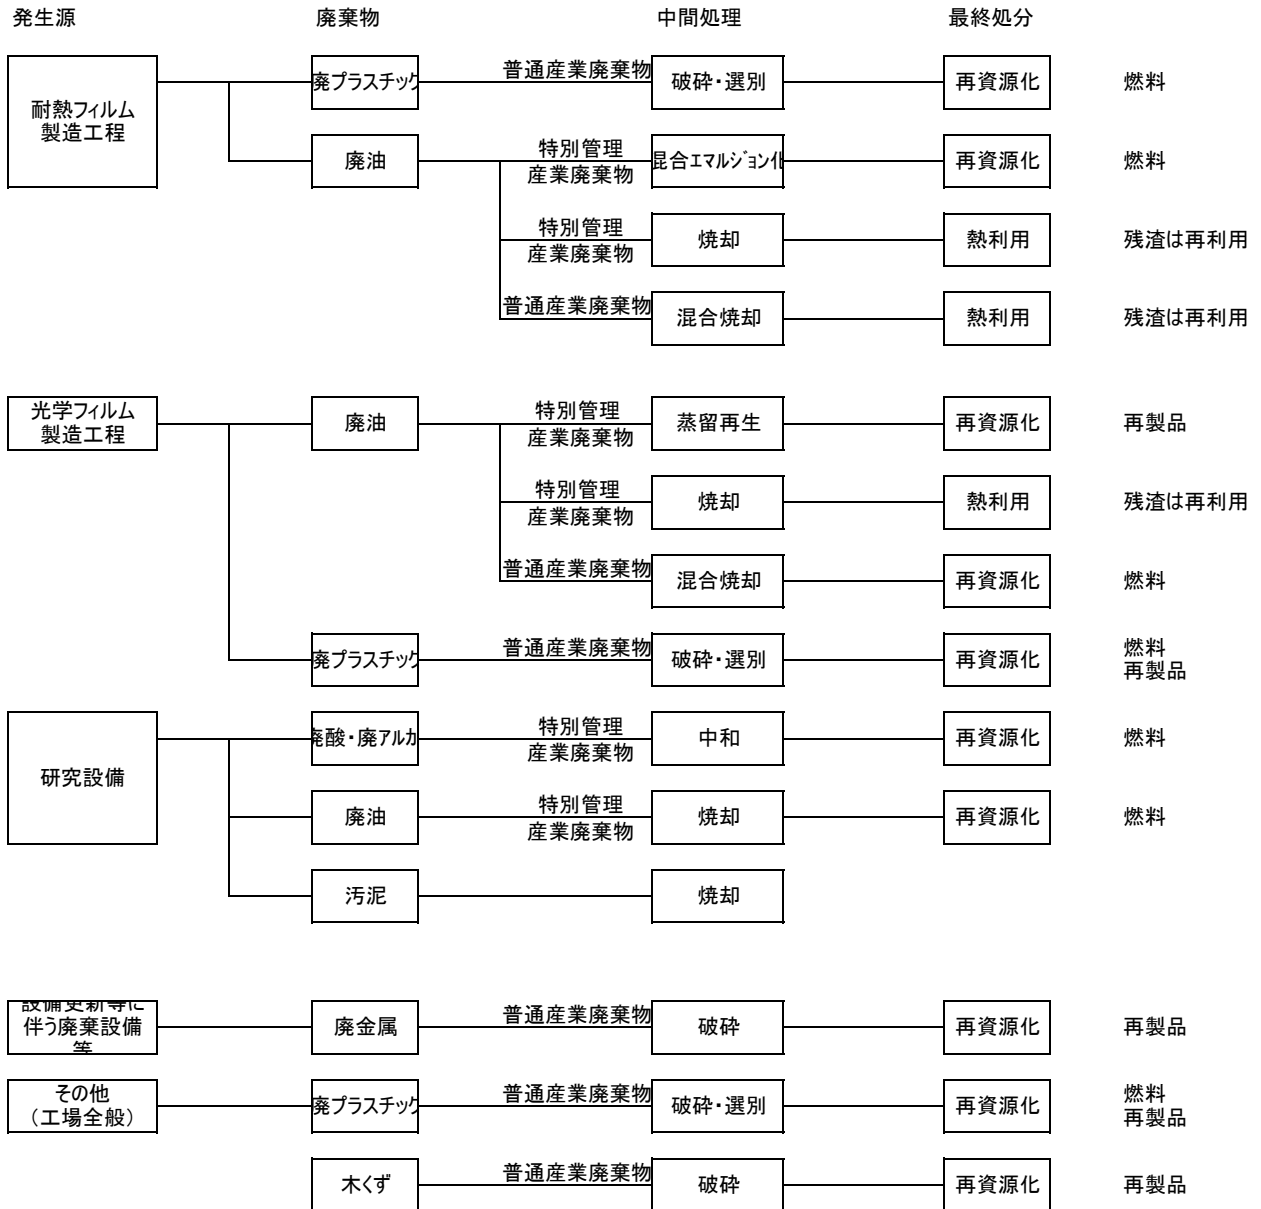 発生源 廃棄物 中間処理 最終処分
耐熱フィルム
製造工程
廃プラスチック 普通産業廃棄物 破砕・選別 再資源化 燃料
廃油 特別管理
産業廃棄物 混合エマルジョン化 再資源化 燃料
特別管理
産業廃棄物 焼却 熱利用 残渣は再利用
普通産業廃棄物 混合焼却 熱利用 残渣は再利用
光学フィルム
製造工程
廃油 特別管理
産業廃棄物 蒸留再生 再資源化 再製品
特別管理
産業廃棄物 焼却 熱利用 残渣は再利用
普通産業廃棄物 混合焼却 再資源化 燃料
廃プラスチック 普通産業廃棄物 破砕・選別 再資源化 燃料
再製品
研究設備
廃酸・廃アルカ 特別管理
産業廃棄物 中和 再資源化 燃料
廃油 特別管理
産業廃棄物 焼却 再資源化 燃料
汚泥 焼却
設備更新等に
伴う廃棄設備
等
廃金属 普通産業廃棄物 破砕 再資源化 再製品
その他
（工場全般）
廃プラスチック 普通産業廃棄物 破砕・選別 再資源化 燃料
再製品
木くず 普通産業廃棄物 破砕 再資源化 再製品